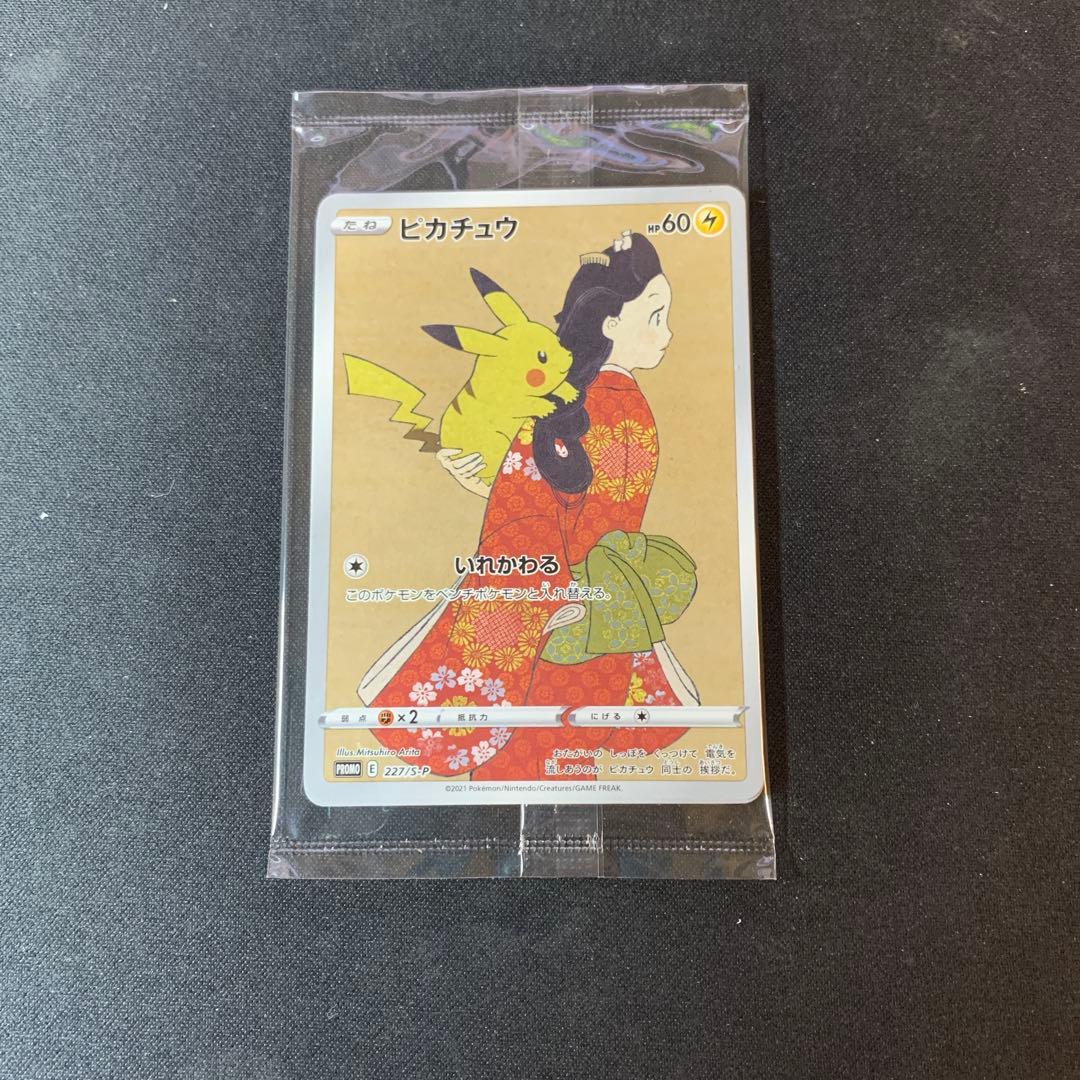 たね ピカチュウ HP60
いれかわる
このポケモンをベンチポケモンと入れ替える。
弱点 ×2 抵抗力 にげる
Illus. Mitsuhiro Arita
おたがいの しっぽを くっつけて 電気を
流しあうのが ピカチュウ 同士の 挨拶だ。
PROMO E 227/S-P
©2021 Pokémon/Nintendo/Creatures/GAME FREAK.